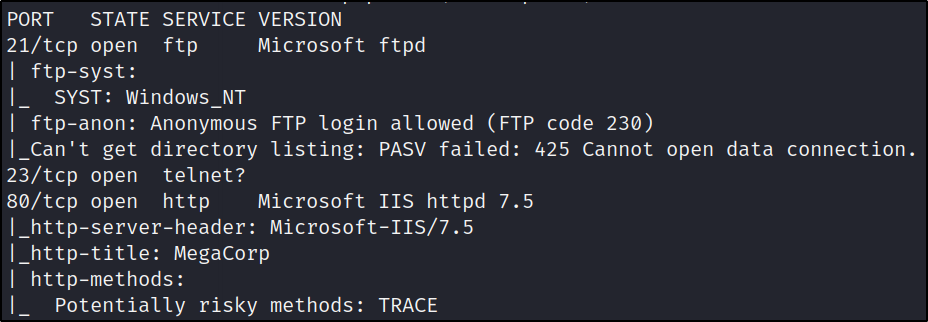 PORT   STATE SERVICE VERSION
21/tcp open  ftp     Microsoft ftpd
| ftp-syst:
|_  SYST: Windows_NT
| ftp-anon: Anonymous FTP login allowed (FTP code 230)
|_Can't get directory listing: PASV failed: 425 Cannot open data connection.
23/tcp open  telnet?
80/tcp open  http    Microsoft IIS httpd 7.5
|_http-server-header: Microsoft-IIS/7.5
|_http-title: MegaCorp
| http-methods:
|_  Potentially risky methods: TRACE